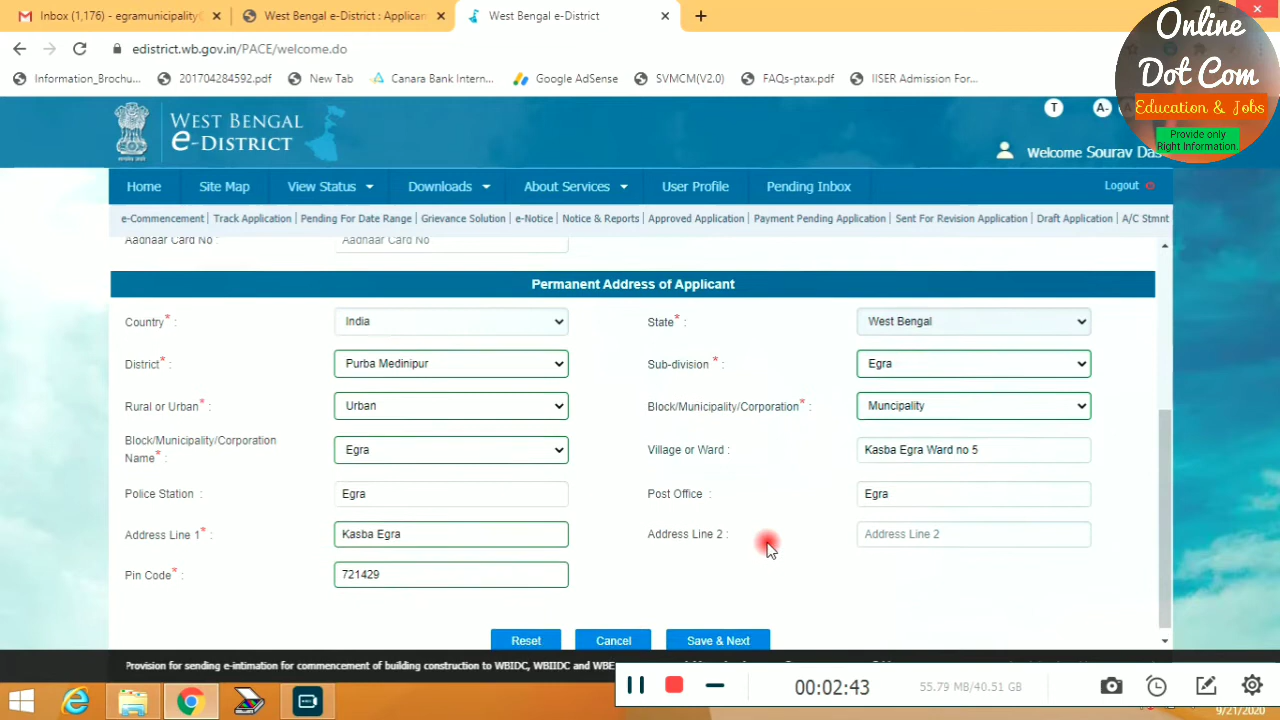 Inbox (1,176) - egramunicipality
West Bengal e-District : Applican
West Bengal e-District
edistrict.wb.gov.in/PACE/welcome.do
Information_Brochu...
201704284592.pdf
New Tab
Canara Bank Intern...
Google AdSense
SVMCM(V2.0)
FAQs-ptax.pdf
IISER Admission For...
Online
Dot Com
Education & Jobs
Provide only
Right Information.
WEST BENGAL
e-DISTRICT
T
A-
Welcome Sourav Das
Home
Site Map
View Status
Downloads
About Services
User Profile
Pending Inbox
Logout
e-Commencement | Track Application | Pending For Date Range | Grievance Solution | e-Notice | Notice & Reports | Approved Application | Payment Pending Application | Sent For Revision Application | Draft Application | A/C Stmnt
Aadhaar Card No :
Aadhaar Card No
Permanent Address of Applicant
Country* :
India
State* :
West Bengal
District* :
Purba Medinipur
Sub-division * :
Egra
Rural or Urban* :
Urban
Block/Municipality/Corporation* :
Muncipality
Block/Municipality/Corporation
Name* :
Egra
Village or Ward :
Kasba Egra Ward no 5
Police Station :
Egra
Post Office :
Egra
Address Line 1* :
Kasba Egra
Address Line 2 :
Address Line 2
Pin Code* :
721429
Reset
Cancel
Save & Next
Provision for sending e-intimation for commencement of building construction to WBIDC, WBIIDC and WBE
00:02:43
55.79 MB/40.51 GB
9/21/2020